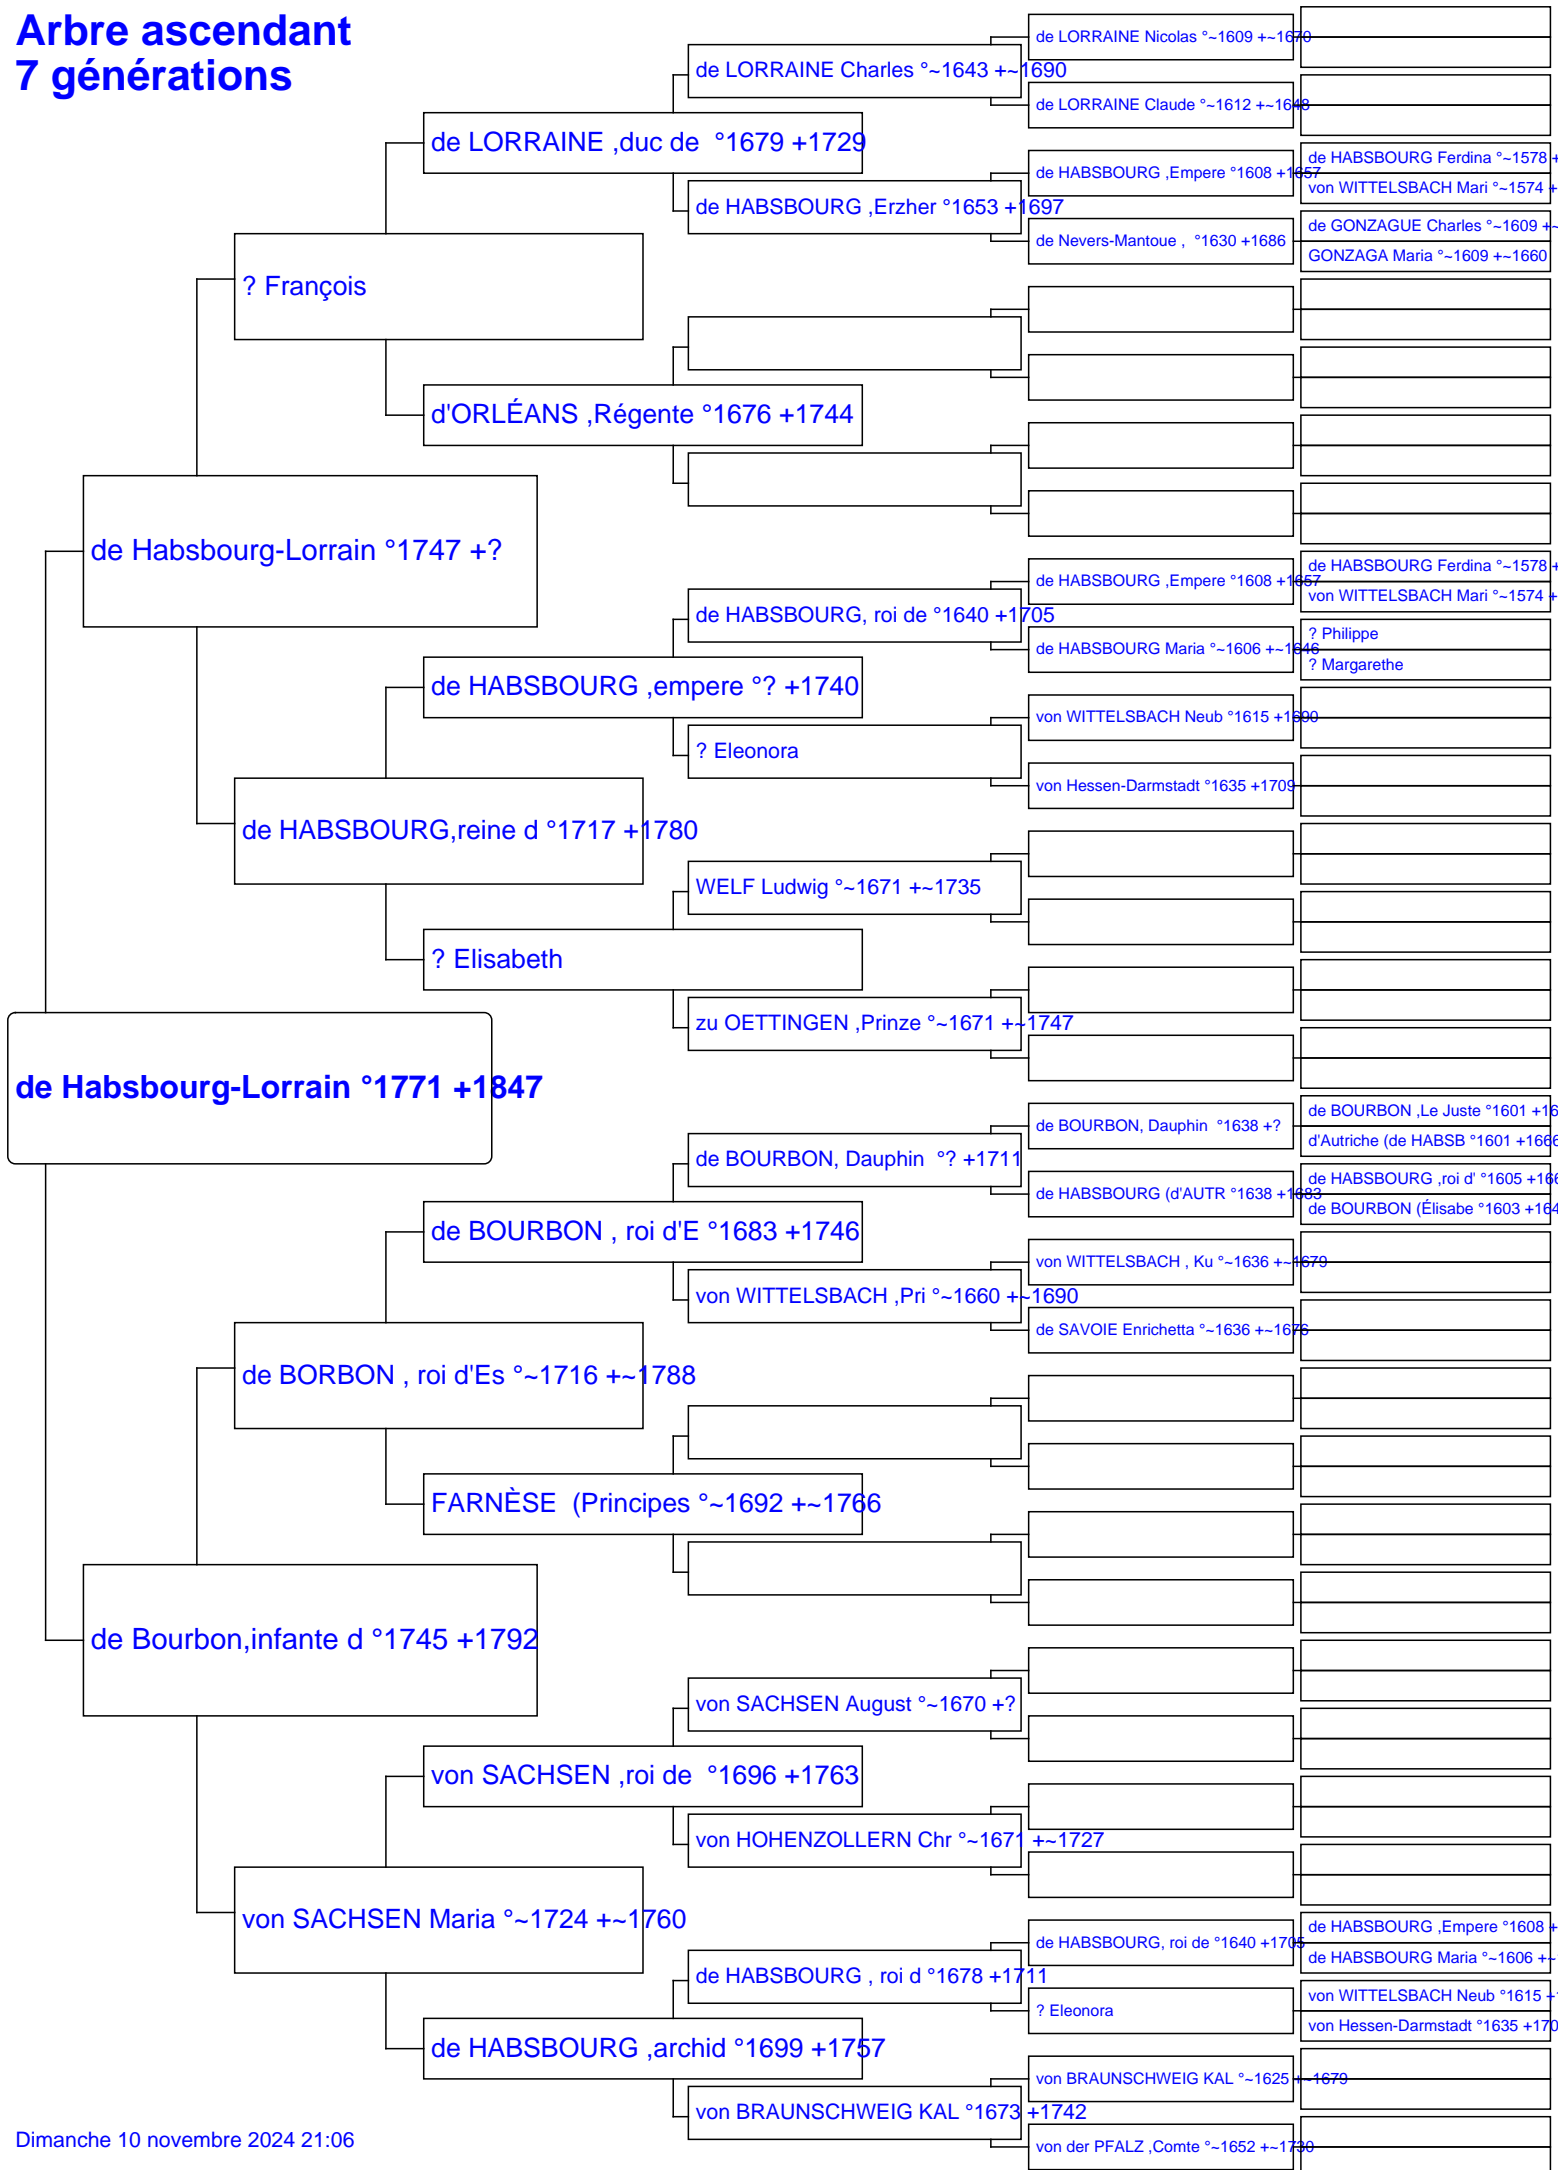 Arbre ascendant
7 générations
de LORRAINE Nicolas °~1609 +~1670
de LORRAINE Charles °~1643 +~1690
de LORRAINE Claude °~1612 +~1648
de LORRAINE ,duc de  °1679 +1729
de HABSBOURG Ferdina °~1578 +
de HABSBOURG ,Empere °1608 +1657
von WITTELSBACH Mari °~1574 +
de HABSBOURG ,Erzher °1653 +1697
de GONZAGUE Charles °~1609 +~
de Nevers-Mantoue ,  °1630 +1686
GONZAGA Maria °~1609 +~1660
? François
d'ORLÉANS ,Régente °1676 +1744
de Habsbourg-Lorrain °1747 +?
de HABSBOURG Ferdina °~1578 +
de HABSBOURG ,Empere °1608 +1657
von WITTELSBACH Mari °~1574 +
de HABSBOURG, roi de °1640 +1705
? Philippe
de HABSBOURG Maria °~1606 +~1646
? Margarethe
de HABSBOURG ,empere °? +1740
von WITTELSBACH Neub °1615 +1690
? Eleonora
von Hessen-Darmstadt °1635 +1709
de HABSBOURG,reine d °1717 +1780
WELF Ludwig °~1671 +~1735
? Elisabeth
zu OETTINGEN ,Prinze °~1671 +~1747
de Habsbourg-Lorrain °1771 +1847
de BOURBON ,Le Juste °1601 +16
de BOURBON, Dauphin  °1638 +?
d'Autriche (de HABSB °1601 +1666
de BOURBON, Dauphin  °? +1711
de HABSBOURG ,roi d' °1605 +166
de HABSBOURG (d'AUTR °1638 +1683
de BOURBON (Élisabe °1603 +164
de BOURBON , roi d'E °1683 +1746
von WITTELSBACH , Ku °~1636 +~1679
von WITTELSBACH ,Pri °~1660 +~1690
de SAVOIE Enrichetta °~1636 +~1676
de BORBON , roi d'Es °~1716 +~1788
FARNÈSE  (Principes °~1692 +~1766
de Bourbon,infante d °1745 +1792
von SACHSEN August °~1670 +?
von SACHSEN ,roi de  °1696 +1763
von HOHENZOLLERN Chr °~1671 +~1727
von SACHSEN Maria °~1724 +~1760
de HABSBOURG ,Empere °1608 +
de HABSBOURG, roi de °1640 +1705
de HABSBOURG Maria °~1606 +~
de HABSBOURG , roi d °1678 +1711
von WITTELSBACH Neub °1615 +1
? Eleonora
von Hessen-Darmstadt °1635 +170
de HABSBOURG ,archid °1699 +1757
von BRAUNSCHWEIG KAL °~1625 +~1679
von BRAUNSCHWEIG KAL °1673 +1742
von der PFALZ ,Comte °~1652 +~1730
Dimanche 10 novembre 2024 21:06